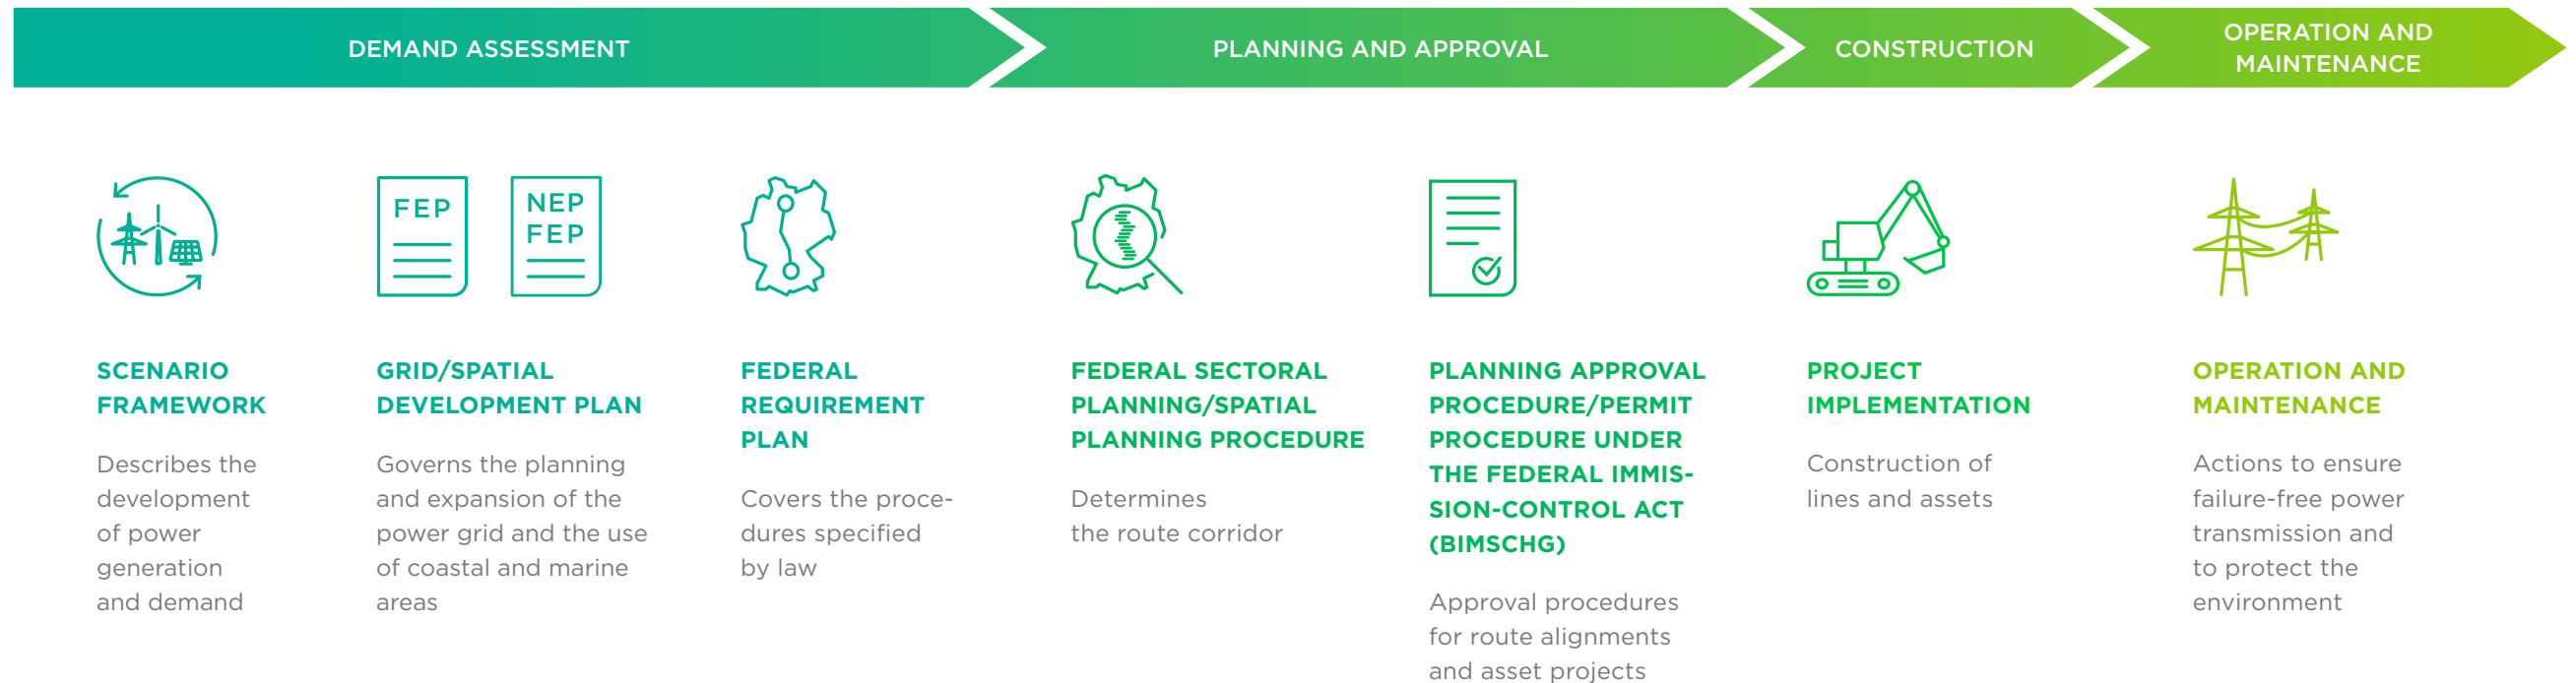 DEMAND ASSESSMENT
PLANNING AND APPROVAL
CONSTRUCTION
OPERATION AND
MAINTENANCE
FEP
NEP
FEP
SCENARIO
FRAMEWORK
Describes the
development
of power
generation
and demand
GRID/SPATIAL
DEVELOPMENT PLAN
Governs the planning
and expansion of the
power grid and the use
of coastal and marine
areas
FEDERAL
REQUIREMENT
PLAN
Covers the proce-
dures specified
by law
FEDERAL SECTORAL
PLANNING/SPATIAL
PLANNING PROCEDURE
Determines
the route corridor
PLANNING APPROVAL
PROCEDURE/PERMIT
PROCEDURE UNDER
THE FEDERAL IMMIS-
SION-CONTROL ACT
(BIMSCHG)
Approval procedures
for route alignments
and asset projects
PROJECT
IMPLEMENTATION
Construction of
lines and assets
OPERATION AND
MAINTENANCE
Actions to ensure
failure-free power
transmission and
to protect the
environment